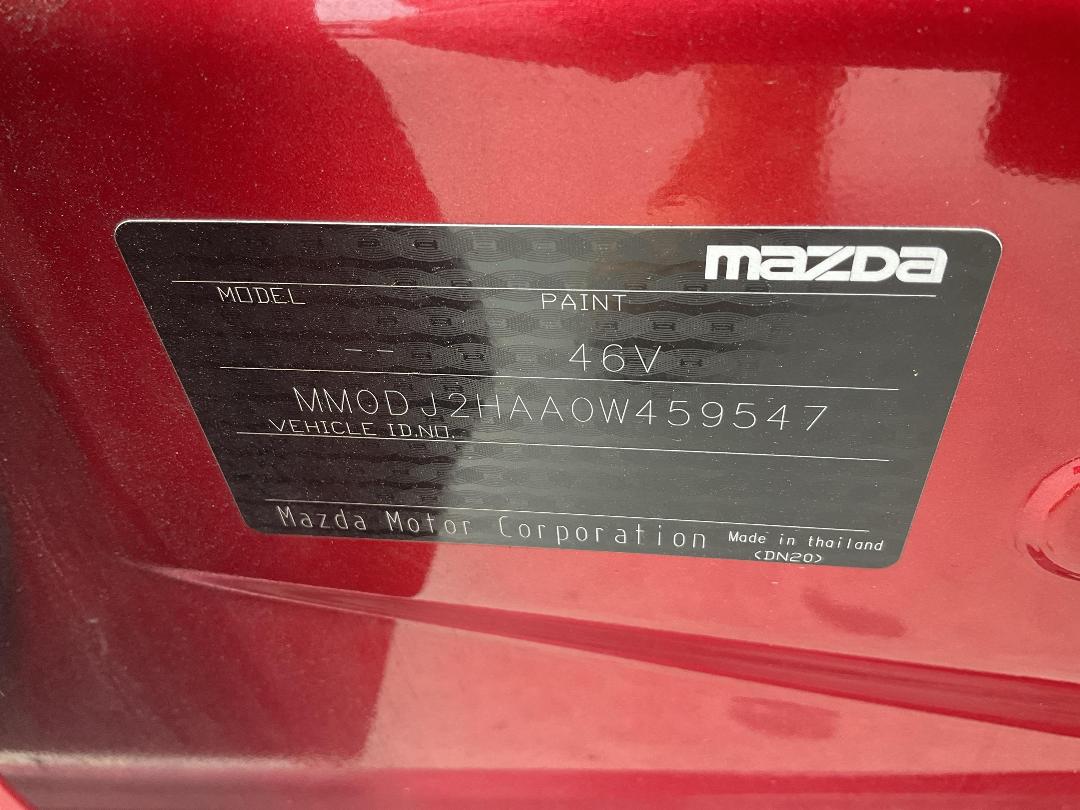 mazda
MODEL PAINT
-- 46V
MM0DJ2HAA0W459547
VEHICLE ID.NO.
Mazda Motor Corporation Made in thailand
(DN20)